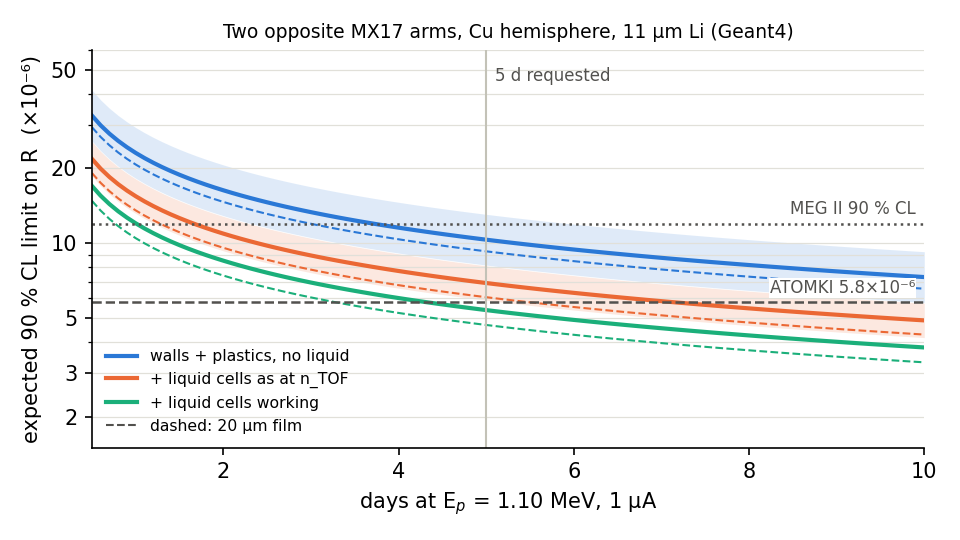 Two opposite MX17 arms, Cu hemisphere, 11 μm Li (Geant4)
expected 90 % CL limit on R (×10⁻⁶)
50
20
10
5
3
2
5 d requested
MEG II 90 % CL
ATOMKI 5.8×10⁻⁶
walls + plastics, no liquid
+ liquid cells as at n_TOF
+ liquid cells working
dashed: 20 μm film
2 4 6 8 10
days at Eₚ = 1.10 MeV, 1 μA